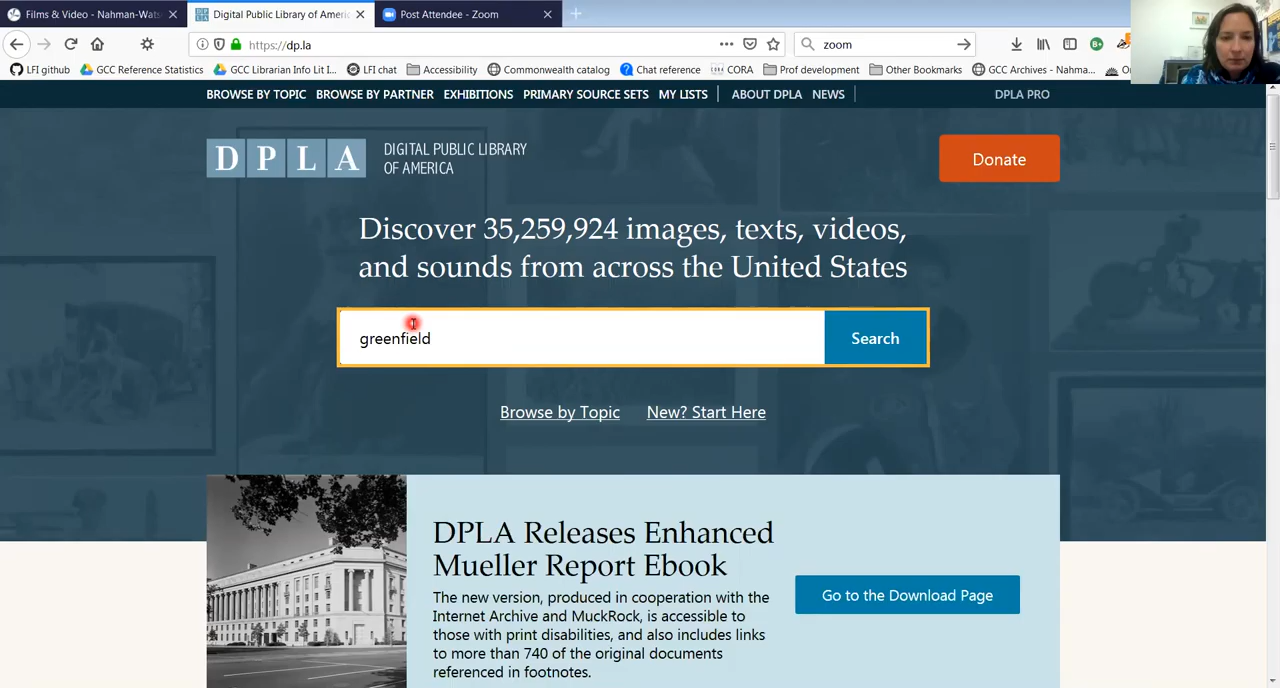 Films & Video - Nahman-Wats
Digital Public Library of Americ
Post Attendee - Zoom
https://dp.la
zoom
LFI github
GCC Reference Statistics
GCC Librarian Info Lit I...
LFI chat
Accessibility
Commonwealth catalog
Chat reference
CORA
Prof development
Other Bookmarks
GCC Archives - Nahma...
BROWSE BY TOPIC
BROWSE BY PARTNER
EXHIBITIONS
PRIMARY SOURCE SETS
MY LISTS
ABOUT DPLA
NEWS
DPLA PRO
DPLA
DIGITAL PUBLIC LIBRARY
OF AMERICA
Donate
Discover 35,259,924 images, texts, videos,
and sounds from across the United States
greenfield
Search
Browse by Topic
New? Start Here
DPLA Releases Enhanced
Mueller Report Ebook
The new version, produced in cooperation with the
Internet Archive and MuckRock, is accessible to
those with print disabilities, and also includes links
to more than 740 of the original documents
referenced in footnotes.
Go to the Download Page